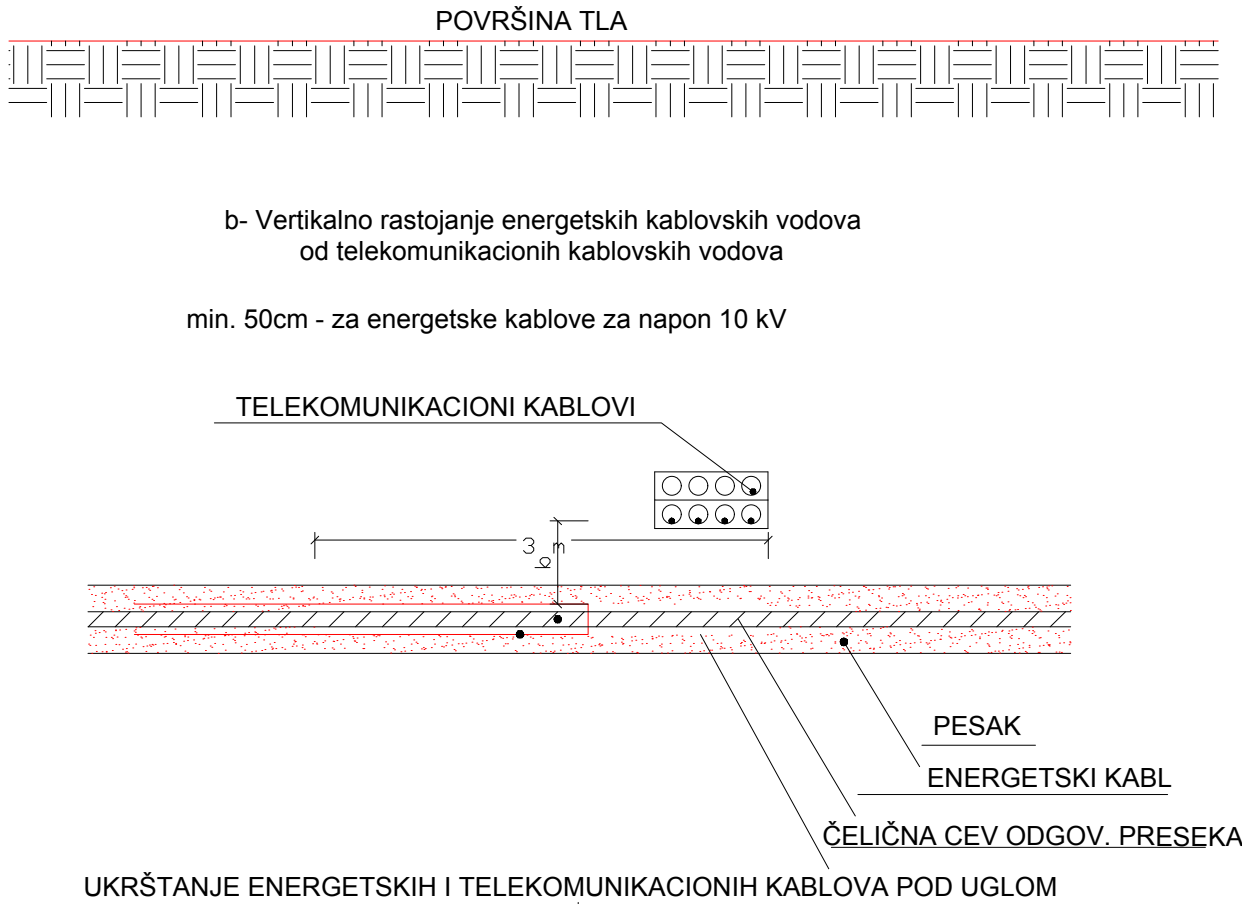 POVRŠINA TLA
b- Vertikalno rastojanje energetskih kablovskih vodova
od telekomunikacionih kablovskih vodova
min. 50cm - za energetske kablove za napon 10 kV
TELEKOMUNIKACIONI KABLOVI
3 m
b
PESAK
ENERGETSKI KABL
ČELIČNA CEV ODGOV. PRESEKA
UKRŠTANJE ENERGETSKIH I TELEKOMUNIKACIONIH KABLOVA POD UGLOM